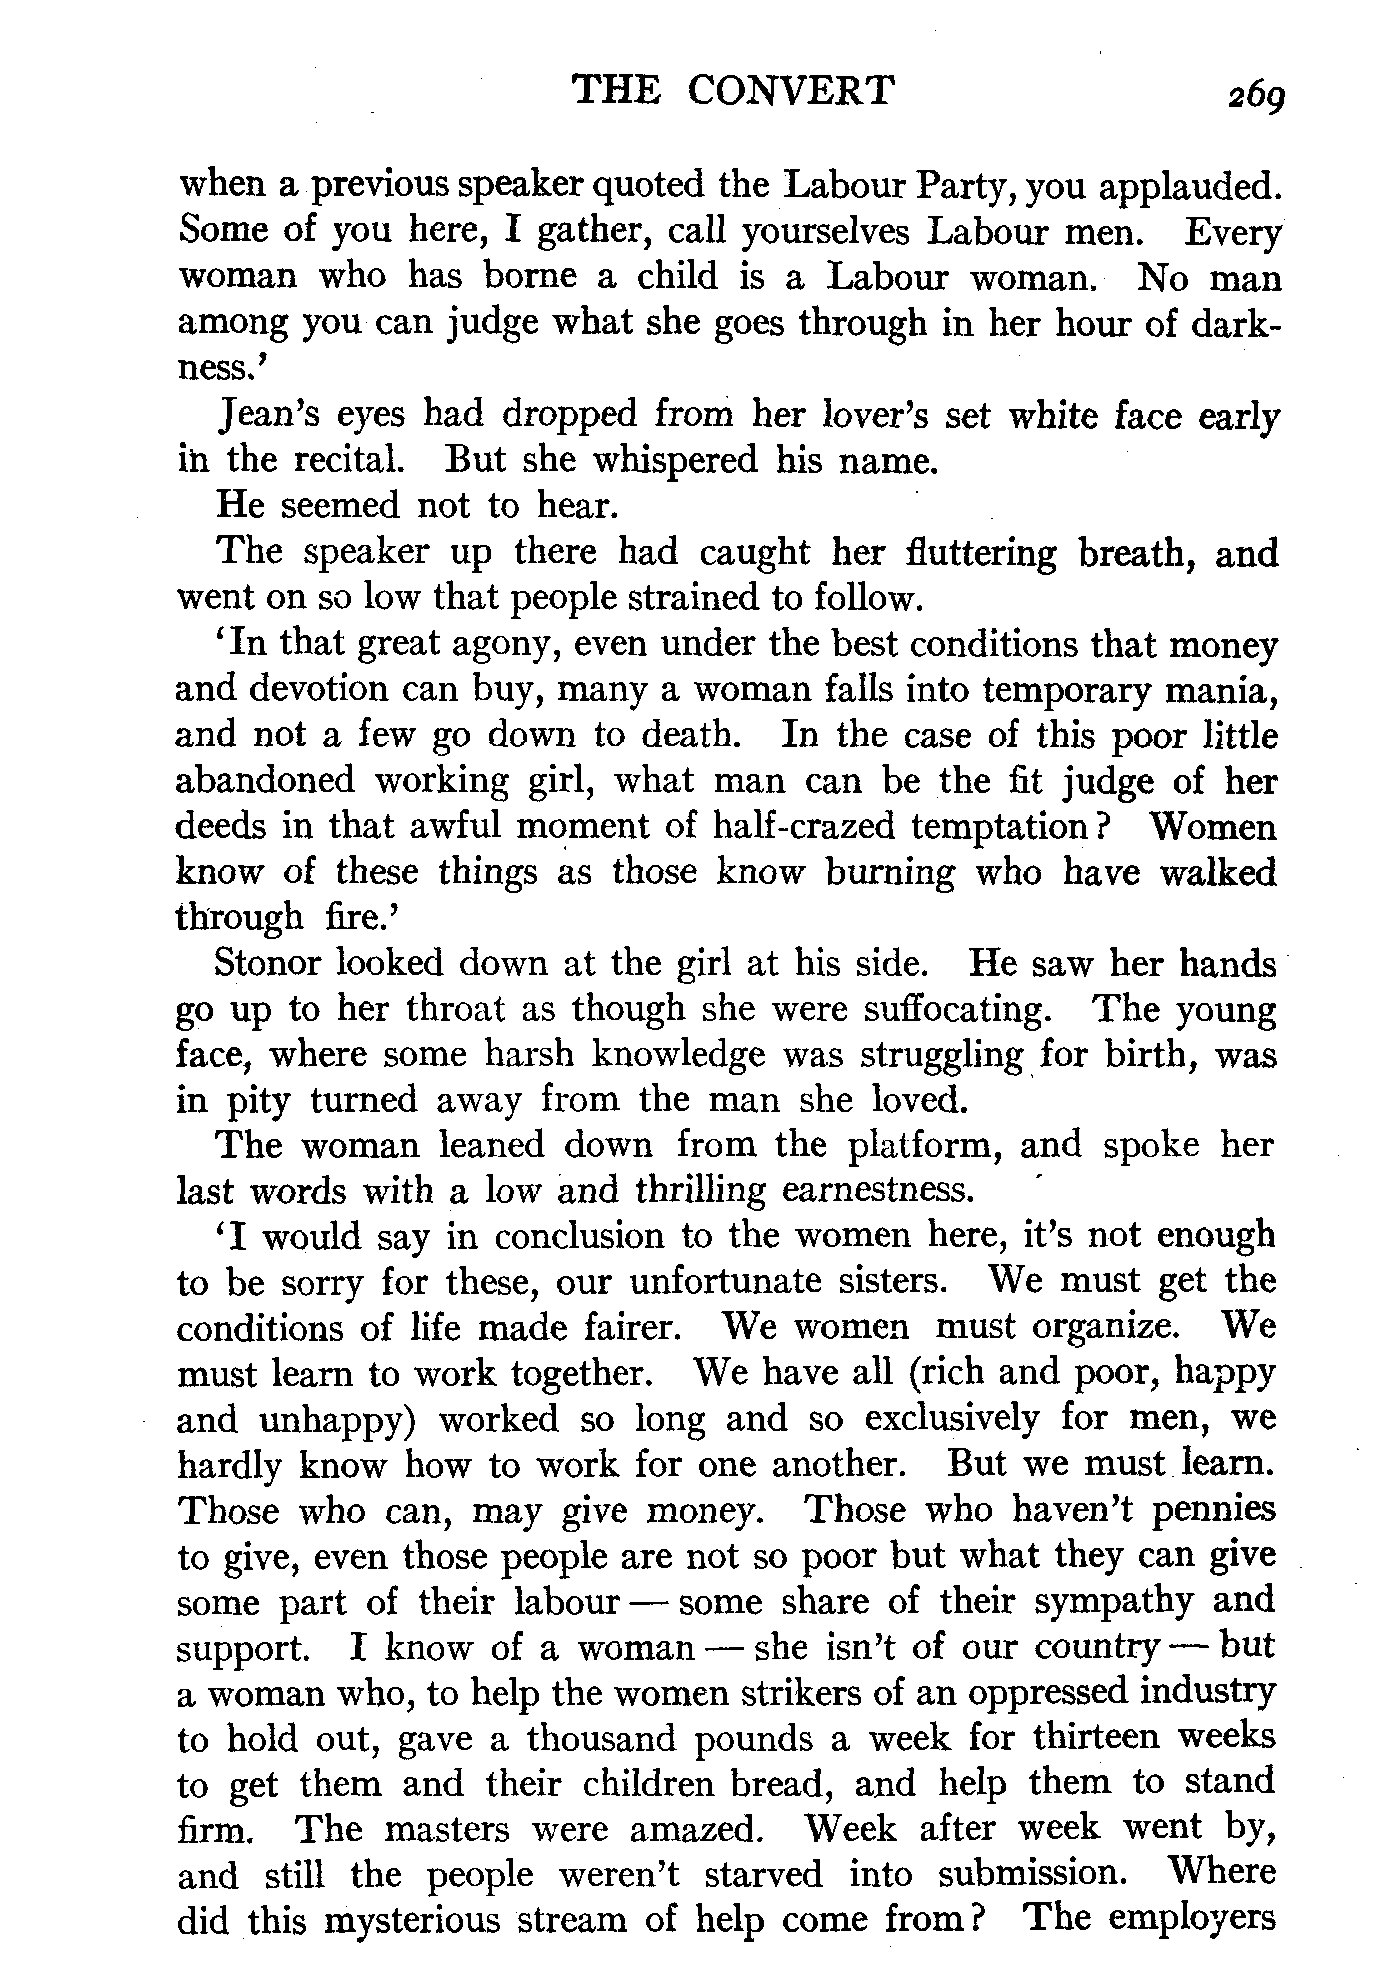 THE CONVERT 269
when a previous speaker quoted the Labour Party, you applauded.
Some of you here, I gather, call yourselves Labour men. Every
woman who has borne a child is a Labour woman. No man
among you can judge what she goes through in her hour of dark-
ness.’
Jean’s eyes had dropped from her lover’s set white face early
in the recital. But she whispered his name.
He seemed not to hear.
The speaker up there had caught her fluttering breath, and
went on so low that people strained to follow.
‘In that great agony, even under the best conditions that money
and devotion can buy, many a woman falls into temporary mania,
and not a few go down to death. In the case of this poor little
abandoned working girl, what man can be the fit judge of her
deeds in that awful moment of half-crazed temptation? Women
know of these things as those know burning who have walked
through fire.’
Stonor looked down at the girl at his side. He saw her hands
go up to her throat as though she were suffocating. The young
face, where some harsh knowledge was struggling for birth, was
in pity turned away from the man she loved.
The woman leaned down from the platform, and spoke her
last words with a low and thrilling earnestness.
‘I would say in conclusion to the women here, it’s not enough
to be sorry for these, our unfortunate sisters. We must get the
conditions of life made fairer. We women must organize. We
must learn to work together. We have all (rich and poor, happy
and unhappy) worked so long and so exclusively for men, we
hardly know how to work for one another. But we must learn.
Those who can, may give money. Those who haven’t pennies
to give, even those people are not so poor but what they can give
some part of their labour — some share of their sympathy and
support. I know of a woman — she isn’t of our country — but
a woman who, to help the women strikers of an oppressed industry
to hold out, gave a thousand pounds a week for thirteen weeks
to get them and their children bread, and help them to stand
firm. The masters were amazed. Week after week went by,
and still the people weren’t starved into submission. Where
did this mysterious stream of help come from? The employers